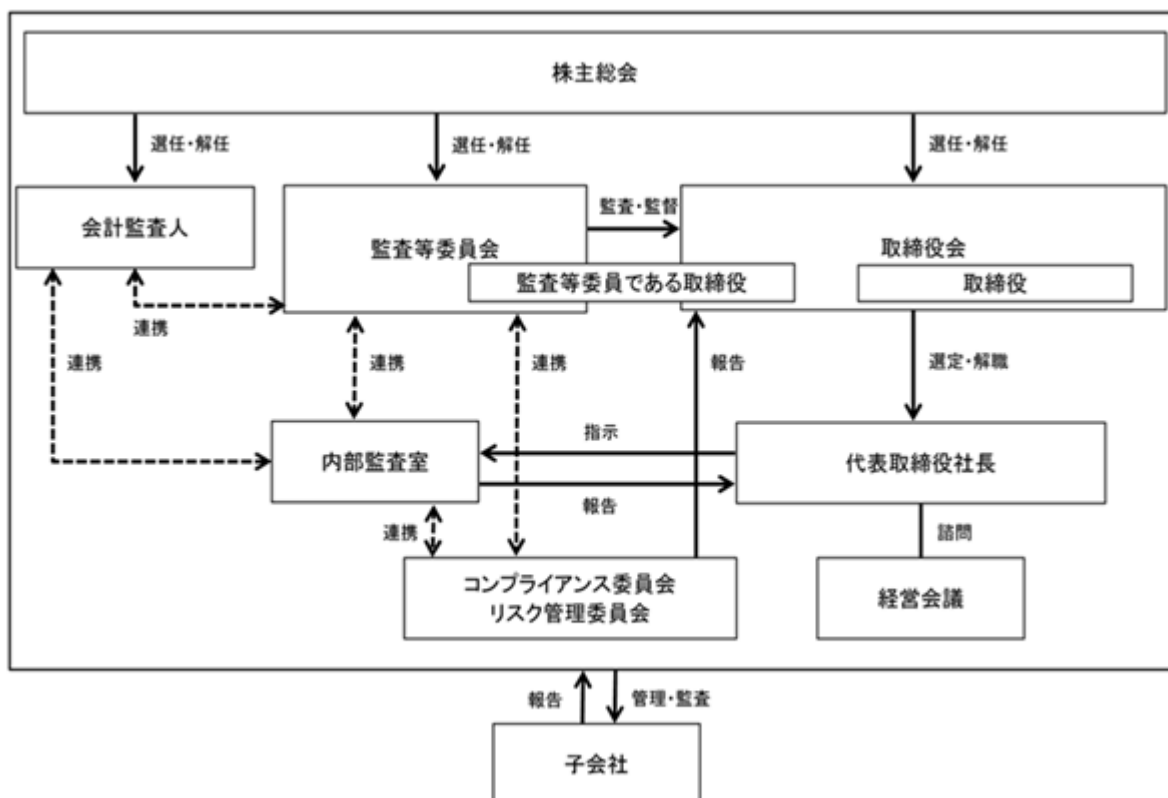 株主総会
選任・解任
選任・解任
選任・解任
会計監査人
監査等委員会
監査・監督
取締役会
監査等委員である取締役
取締役
連携
連携
連携
連携
報告
選定・解職
内部監査室
指示
報告
代表取締役社長
連携
諮問
コンプライアンス委員会
リスク管理委員会
経営会議
報告
管理・監査
子会社